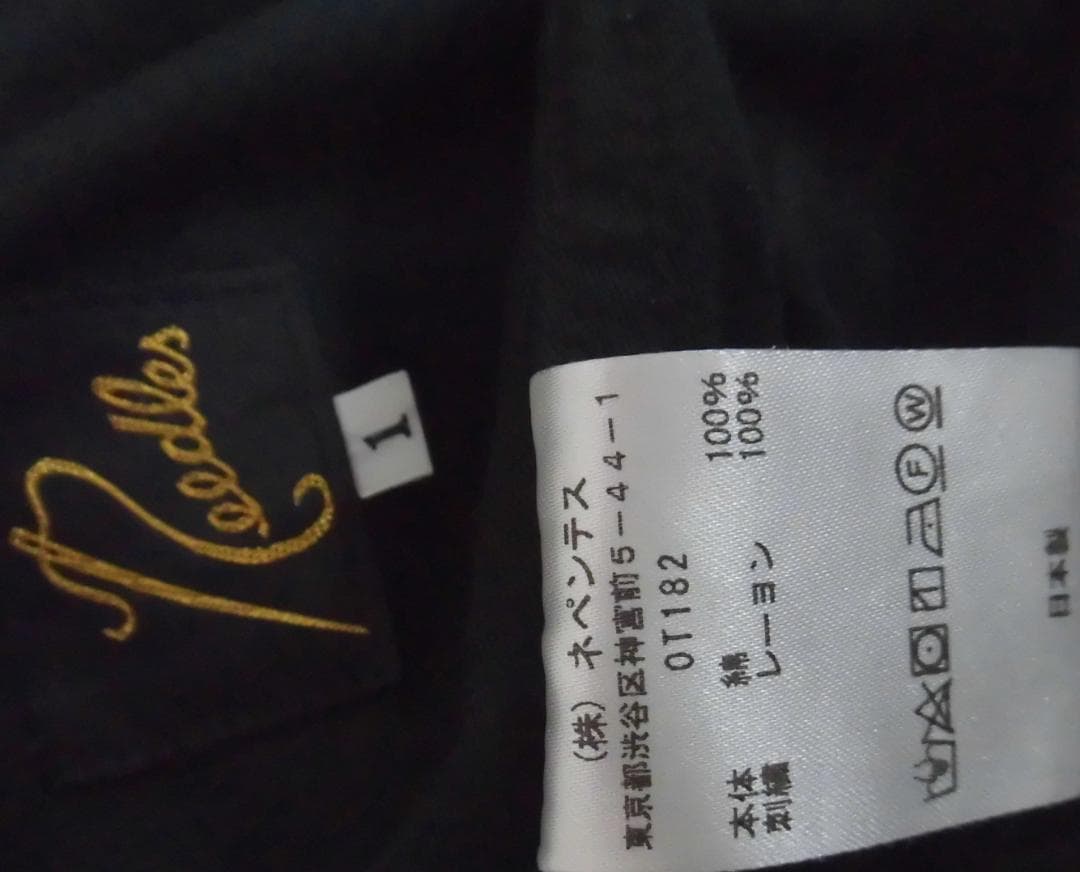 Needles
1
(株) ネペンテス
東京都渋谷区神宮前5-44-1
OT182
本体 綿 100%
刺繍 レーヨン 100%
F W
日本製